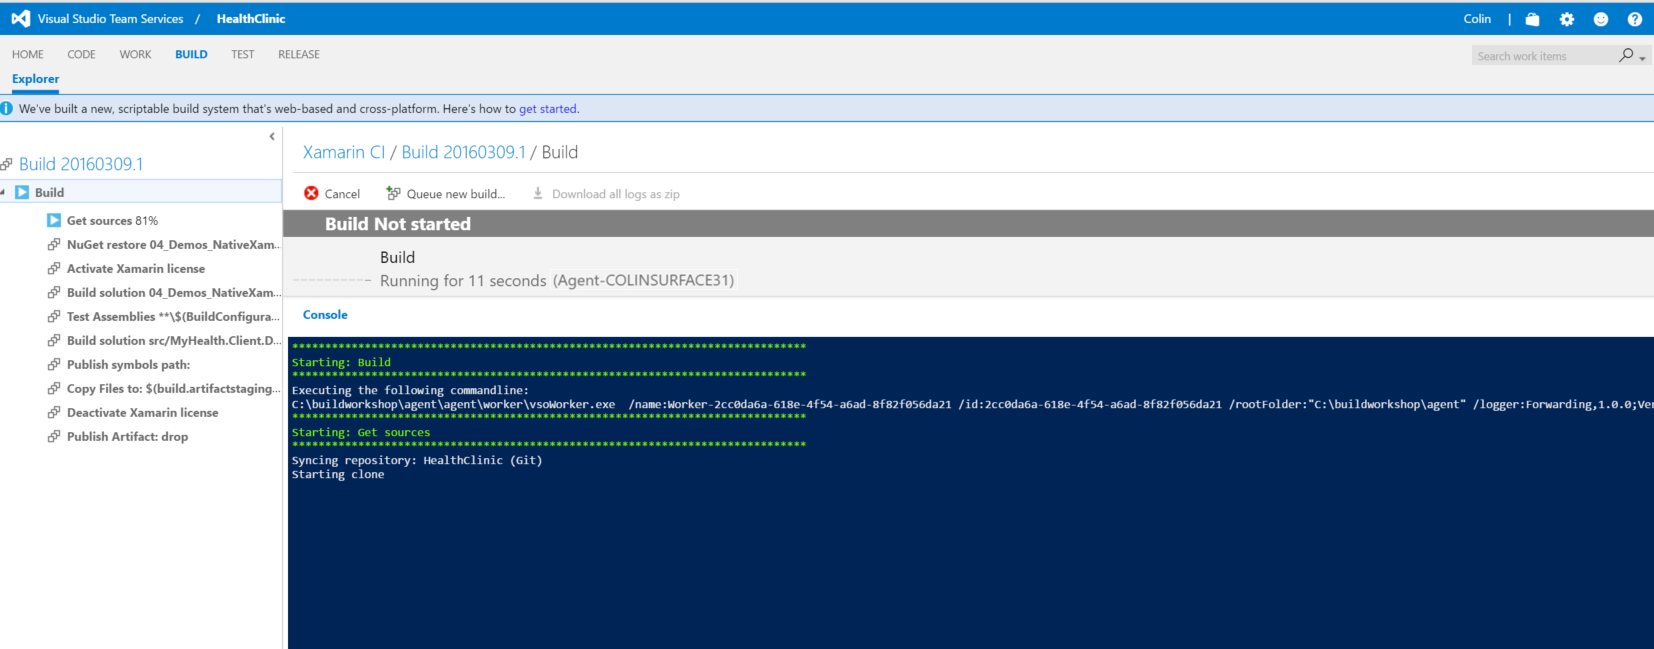 Visual Studio Team Services / HealthClinic
Colin |
HOME CODE WORK BUILD TEST RELEASE
Search work items
Explorer
We've built a new, scriptable build system that's web-based and cross-platform. Here's how to get started.
Build 20160309.1
Build
Get sources 81%
NuGet restore 04_Demos_NativeXam...
Activate Xamarin license
Build solution 04_Demos_NativeXam...
Test Assemblies **\$(BuildConfigura...
Build solution src/MyHealth.Client.D...
Publish symbols path:
Copy Files to: $(build.artifactstaging...
Deactivate Xamarin license
Publish Artifact: drop
Xamarin CI / Build 20160309.1 / Build
Cancel Queue new build... Download all logs as zip
Build Not started
Build
Running for 11 seconds (Agent-COLINSURFACE31)
Console
******************************************************************************
Starting: Build
******************************************************************************
Executing the following commandline:
C:\buildworkshop\agent\agent\worker\vsoWorker.exe /name:Worker-2cc0da6a-618e-4f54-a6ad-8f82f056da21 /id:2cc0da6a-618e-4f54-a6ad-8f82f056da21 /rootFolder:"C:\buildworkshop\agent" /logger:Forwarding,1.0.0;Ver
******************************************************************************
Starting: Get sources
******************************************************************************
Syncing repository: HealthClinic (Git)
Starting clone